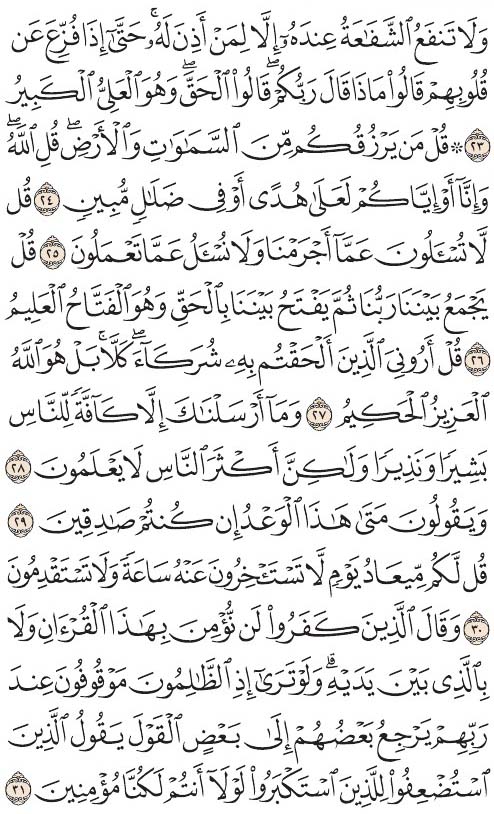 وَلَا تَنفَعُ ٱلشَّفَٰعَةُ عِندَهُۥٓ إِلَّا لِمَنْ أَذِنَ لَهُۥۚ حَتَّىٰٓ إِذَا فُزِّعَ عَن
قُلُوبِهِمْ قَالُوا۟ مَاذَا قَالَ رَبُّكُمْۖ قَالُوا۟ ٱلْحَقَّۖ وَهُوَ ٱلْعَلِىُّ ٱلْكَبِيرُ
٢٣ ۞ قُلْ مَن يَرْزُقُكُم مِّنَ ٱلسَّمَٰوَٰتِ وَٱلْأَرْضِۖ قُلِ ٱللَّهُۖ
وَإِنَّآ أَوْ إِيَّاكُمْ لَعَلَىٰ هُدًى أَوْ فِى ضَلَٰلٍ مُّبِينٍ ٢٤ قُل
لَّا تُسْـَٔلُونَ عَمَّآ أَجْرَمْنَا وَلَا نُسْـَٔلُ عَمَّا تَعْمَلُونَ ٢٥ قُلْ
يَجْمَعُ بَيْنَنَا رَبُّنَا ثُمَّ يَفْتَحُ بَيْنَنَا بِٱلْحَقِّ وَهُوَ ٱلْفَتَّاحُ ٱلْعَلِيمُ
٢٦ قُلْ أَرُونِىَ ٱلَّذِينَ أَلْحَقْتُم بِهِۦ شُرَكَآءَۖ كَلَّاۚ بَلْ هُوَ ٱللَّهُ
ٱلْعَزِيزُ ٱلْحَكِيمُ ٢٧ وَمَآ أَرْسَلْنَٰكَ إِلَّا كَآفَّةً لِّلنَّاسِ
بَشِيرًا وَنَذِيرًا وَلَٰكِنَّ أَكْثَرَ ٱلنَّاسِ لَا يَعْلَمُونَ ٢٨
وَيَقُولُونَ مَتَىٰ هَٰذَا ٱلْوَعْدُ إِن كُنتُمْ صَٰدِقِينَ ٢٩
قُل لَّكُم مِّيعَادُ يَوْمٍ لَّا تَسْتَـْٔخِرُونَ عَنْهُ سَاعَةً وَلَا تَسْتَقْدِمُونَ
٣٠ وَقَالَ ٱلَّذِينَ كَفَرُوا۟ لَن نُّؤْمِنَ بِهَٰذَا ٱلْقُرْءَانِ وَلَا
بِٱلَّذِى بَيْنَ يَدَيْهِۗ وَلَوْ تَرَىٰٓ إِذِ ٱلظَّٰلِمُونَ مَوْقُوفُونَ عِندَ
رَبِّهِمْ يَرْجِعُ بَعْضُهُمْ إِلَىٰ بَعْضٍ ٱلْقَوْلَ يَقُولُ ٱلَّذِينَ
ٱسْتُضْعِفُوا۟ لِلَّذِينَ ٱسْتَكْبَرُوا۟ لَوْلَآ أَنتُمْ لَكُنَّا مُؤْمِنِينَ ٣١